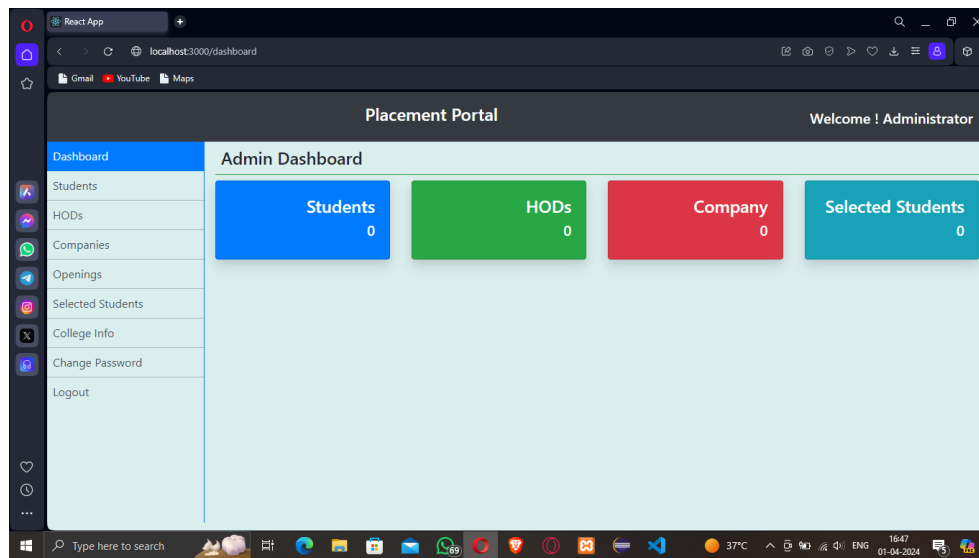 React App
localhost:3000/dashboard
Gmail YouTube Maps
Placement Portal
Welcome ! Administrator
Dashboard
Students
HODs
Companies
Openings
Selected Students
College Info
Change Password
Logout
Admin Dashboard
Students
0
HODs
0
Company
0
Selected Students
0
Type here to search
69
37°C
ENG
16:47
01-04-2024
5